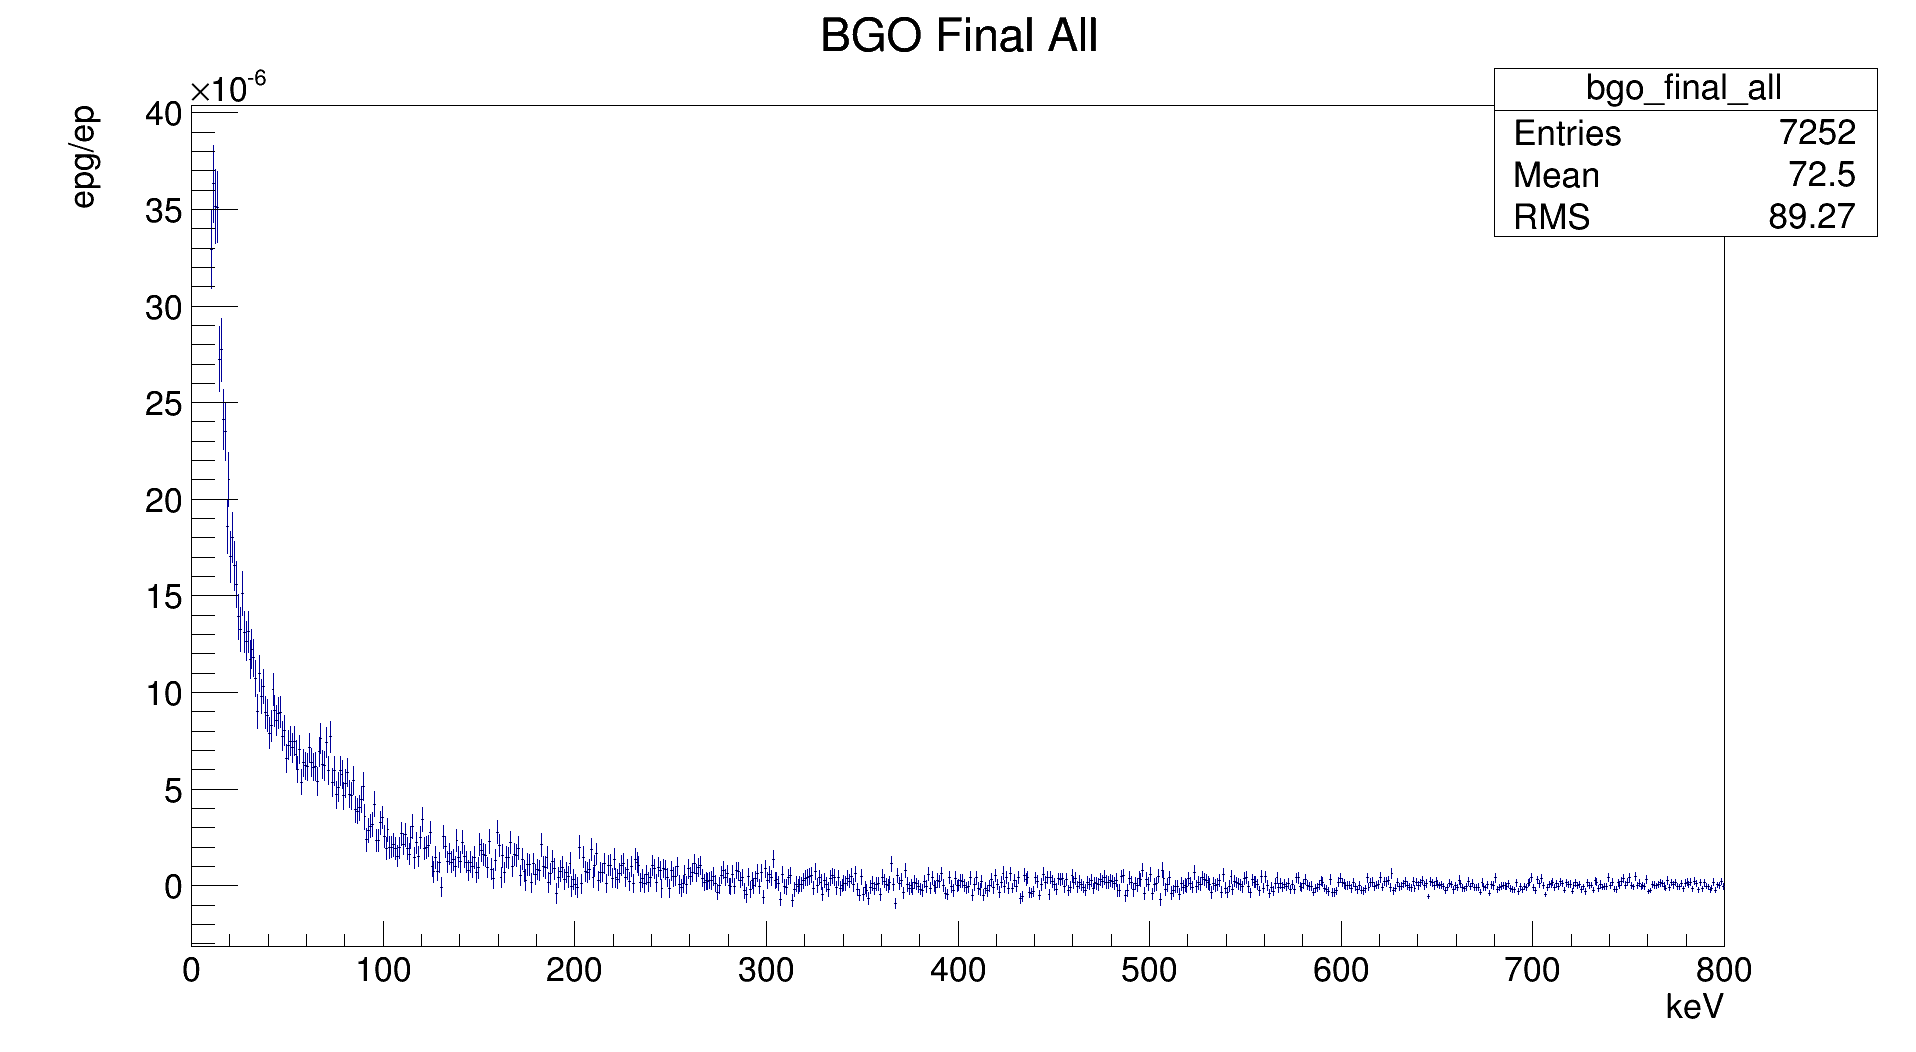 BGO Final All
×10-6
epg/ep
bgo_final_all
Entries 7252
Mean 72.5
RMS 89.27
40
35
30
25
20
15
10
5
0
0 100 200 300 400 500 600 700 800
keV